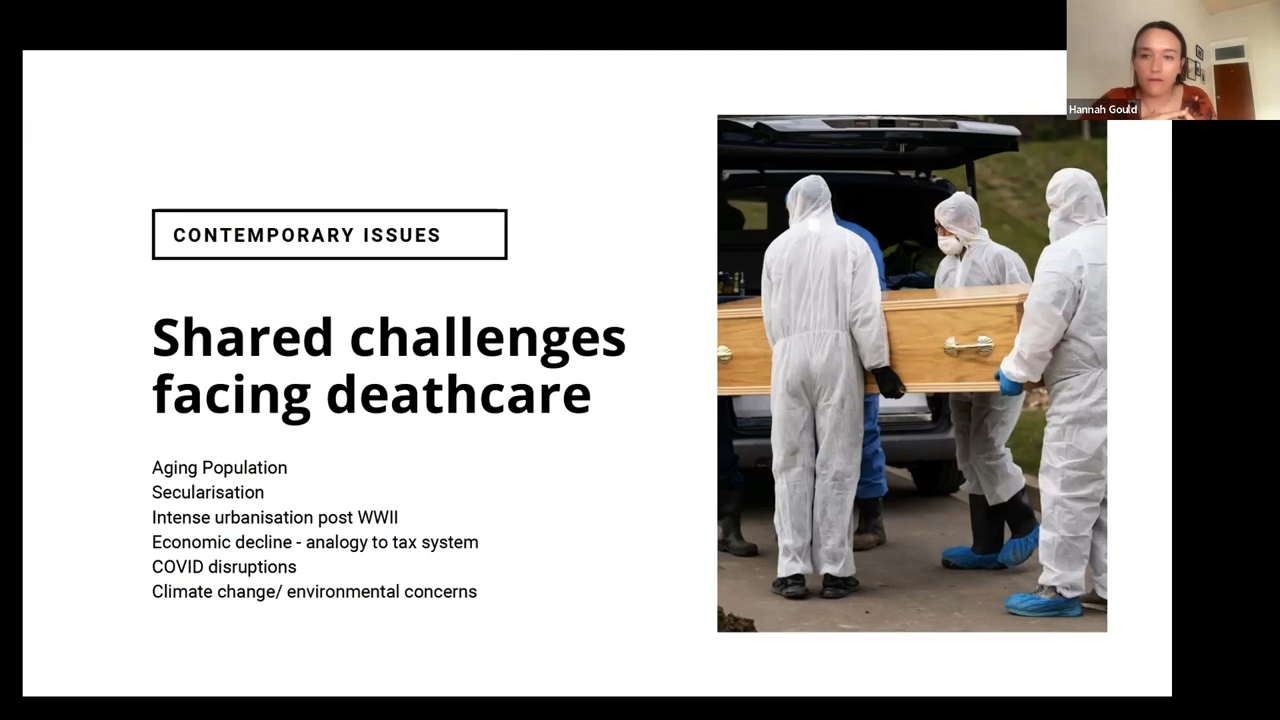 Hannah Gould
CONTEMPORARY ISSUES
Shared challenges
facing deathcare
Aging Population
Secularisation
Intense urbanisation post WWII
Economic decline - analogy to tax system
COVID disruptions
Climate change/ environmental concerns